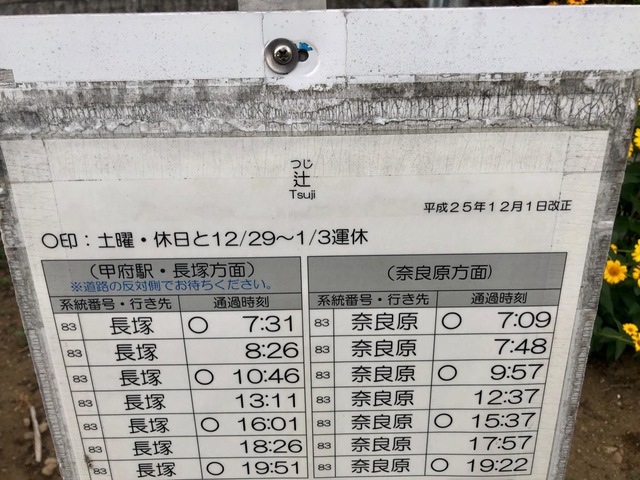 つじ
辻
Tsuji
平成25年12月1日改正
○印：土曜・休日と12/29〜1/3運休
（甲府駅・長塚方面）
※道路の反対側でお待ちください。
系統番号・行き先 通過時刻
83 長塚 ○ 7:31
83 長塚 8:26
83 長塚 ○ 10:46
83 長塚 13:11
83 長塚 ○ 16:01
83 長塚 18:26
83 長塚 ○ 19:51
（奈良原方面）
系統番号・行き先 通過時刻
83 奈良原 ○ 7:09
83 奈良原 7:48
83 奈良原 ○ 9:57
83 奈良原 12:37
83 奈良原 ○ 15:37
83 奈良原 17:57
83 奈良原 ○ 19:22